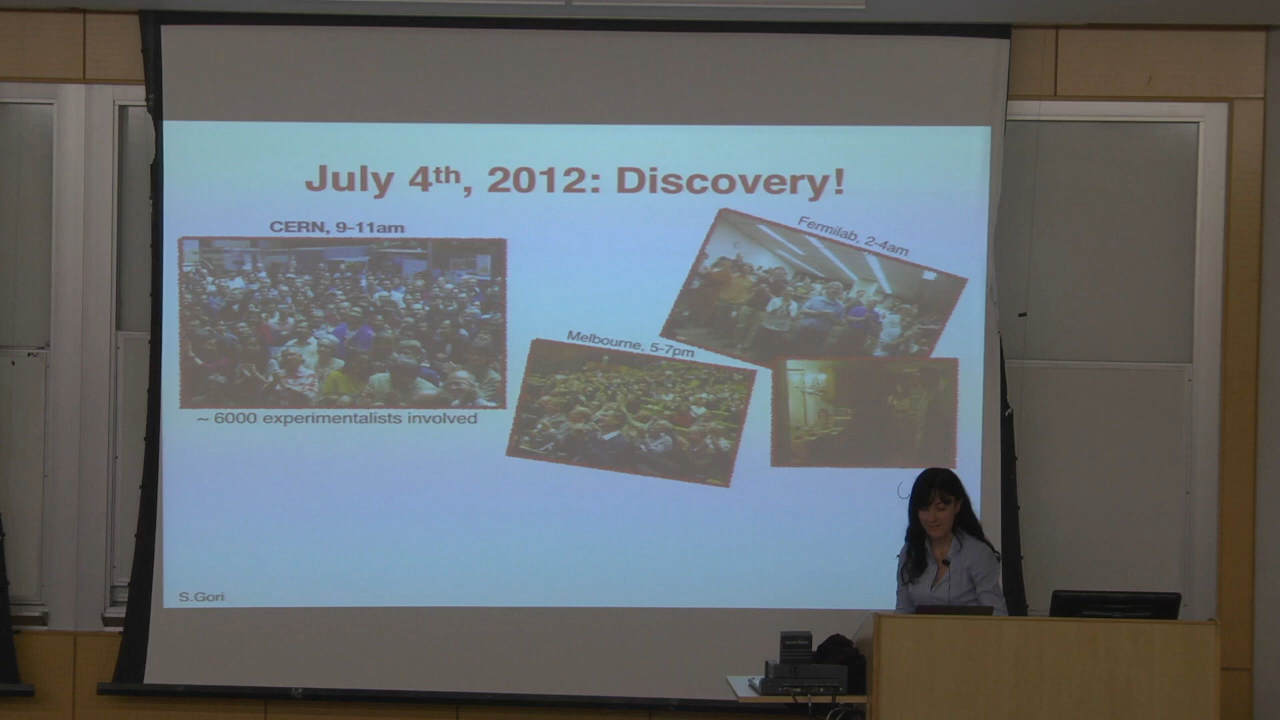 July 4th, 2012: Discovery!
CERN, 9-11am
Fermilab, 2-4am
Melbourne, 5-7pm
~ 6000 experimentalists involved
S.Gori